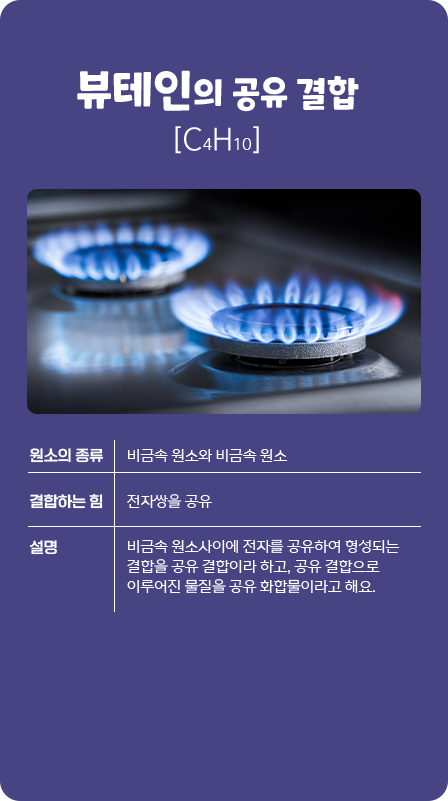 뷰테인의 공유 결합
[C₄H₁₀]
원소의 종류 비금속 원소와 비금속 원소
결합하는 힘 전자쌍을 공유
설명 비금속 원소사이에 전자를 공유하여 형성되는
결합을 공유 결합이라 하고, 공유 결합으로
이루어진 물질을 공유 화합물이라고 해요.